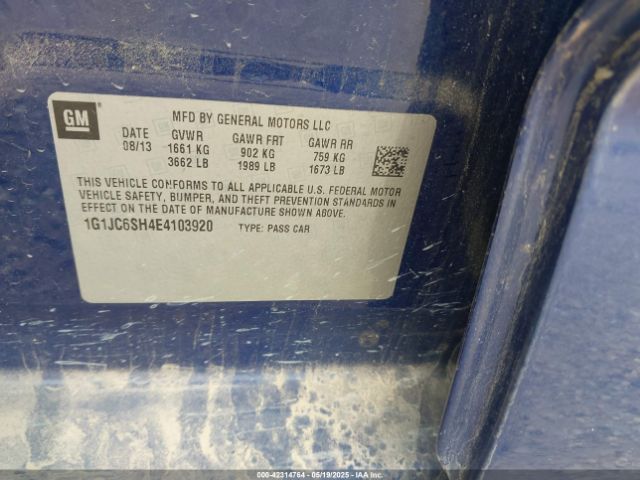 GM
MFD BY GENERAL MOTORS LLC
DATE GVWR GAWR FRT GAWR RR
08/13 1661 KG 902 KG 759 KG
3662 LB 1989 LB 1673 LB
THIS VEHICLE CONFORMS TO ALL APPLICABLE U.S. FEDERAL MOTOR
VEHICLE SAFETY, BUMPER, AND THEFT PREVENTION STANDARDS
IN EFFECT ON THE DATE OF MANUFACTURE SHOWN ABOVE.
1G1JC6SH4E4103920 TYPE: PASS CAR
000-42314764 - 05/19/2025 - IAA Inc.